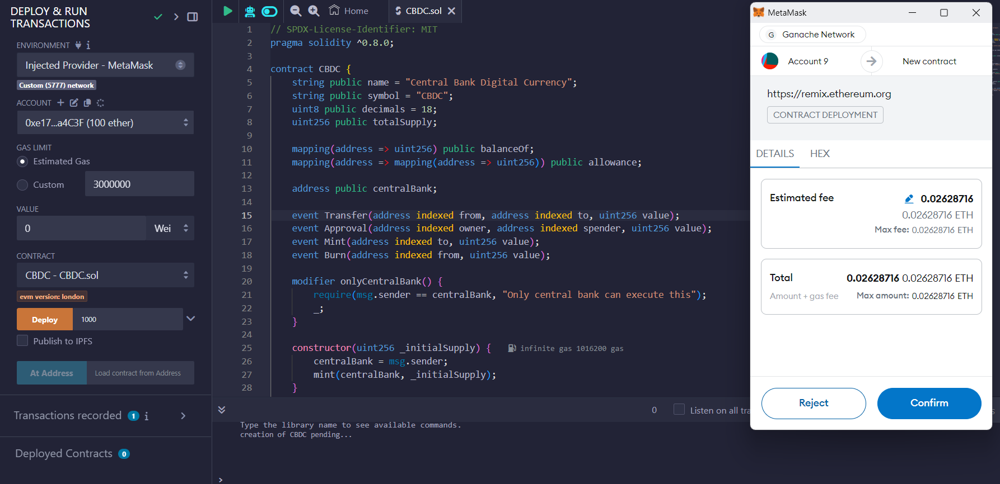 DEPLOY & RUN
TRANSACTIONS
ENVIRONMENT
Injected Provider - MetaMask
Custom (5777) network
ACCOUNT
0xe17...a4C3F (100 ether)
GAS LIMIT
Estimated Gas
Custom
3000000
VALUE
0
Wei
CONTRACT
CBDC - CBDC.sol
evm version: london
Deploy
1000
Publish to IPFS
At Address
Load contract from Address
Transactions recorded
1
Deployed Contracts
0
Home
CBDC.sol
1 // SPDX-License-Identifier: MIT
2 pragma solidity ^0.8.0;
3
4 contract CBDC {
5 string public name = "Central Bank Digital Currency";
6 string public symbol = "CBDC";
7 uint8 public decimals = 18;
8 uint256 public totalSupply;
9
10 mapping(address => uint256) public balanceOf;
11 mapping(address => mapping(address => uint256)) public allowance;
12
13 address public centralBank;
14
15 event Transfer(address indexed from, address indexed to, uint256 value);
16 event Approval(address indexed owner, address indexed spender, uint256 value);
17 event Mint(address indexed to, uint256 value);
18 event Burn(address indexed from, uint256 value);
19
20 modifier onlyCentralBank() {
21 require(msg.sender == centralBank, "Only central bank can execute this");
22 _;
23 }
24
25 constructor(uint256 _initialSupply) { infinite gas 1016200 gas
26 centralBank = msg.sender;
27 mint(centralBank, _initialSupply);
28 }
0
Listen on all tra
Type the library name to see available commands.
creation of CBDC pending...
>
MetaMask
G Ganache Network
Account 9
New contract
https://remix.ethereum.org
CONTRACT DEPLOYMENT
DETAILS
HEX
Estimated fee
0.02628716
0.02628716 ETH
Max fee: 0.02628716 ETH
Total
0.02628716 0.02628716 ETH
Amount + gas fee
Max amount: 0.02628716 ETH
Reject
Confirm